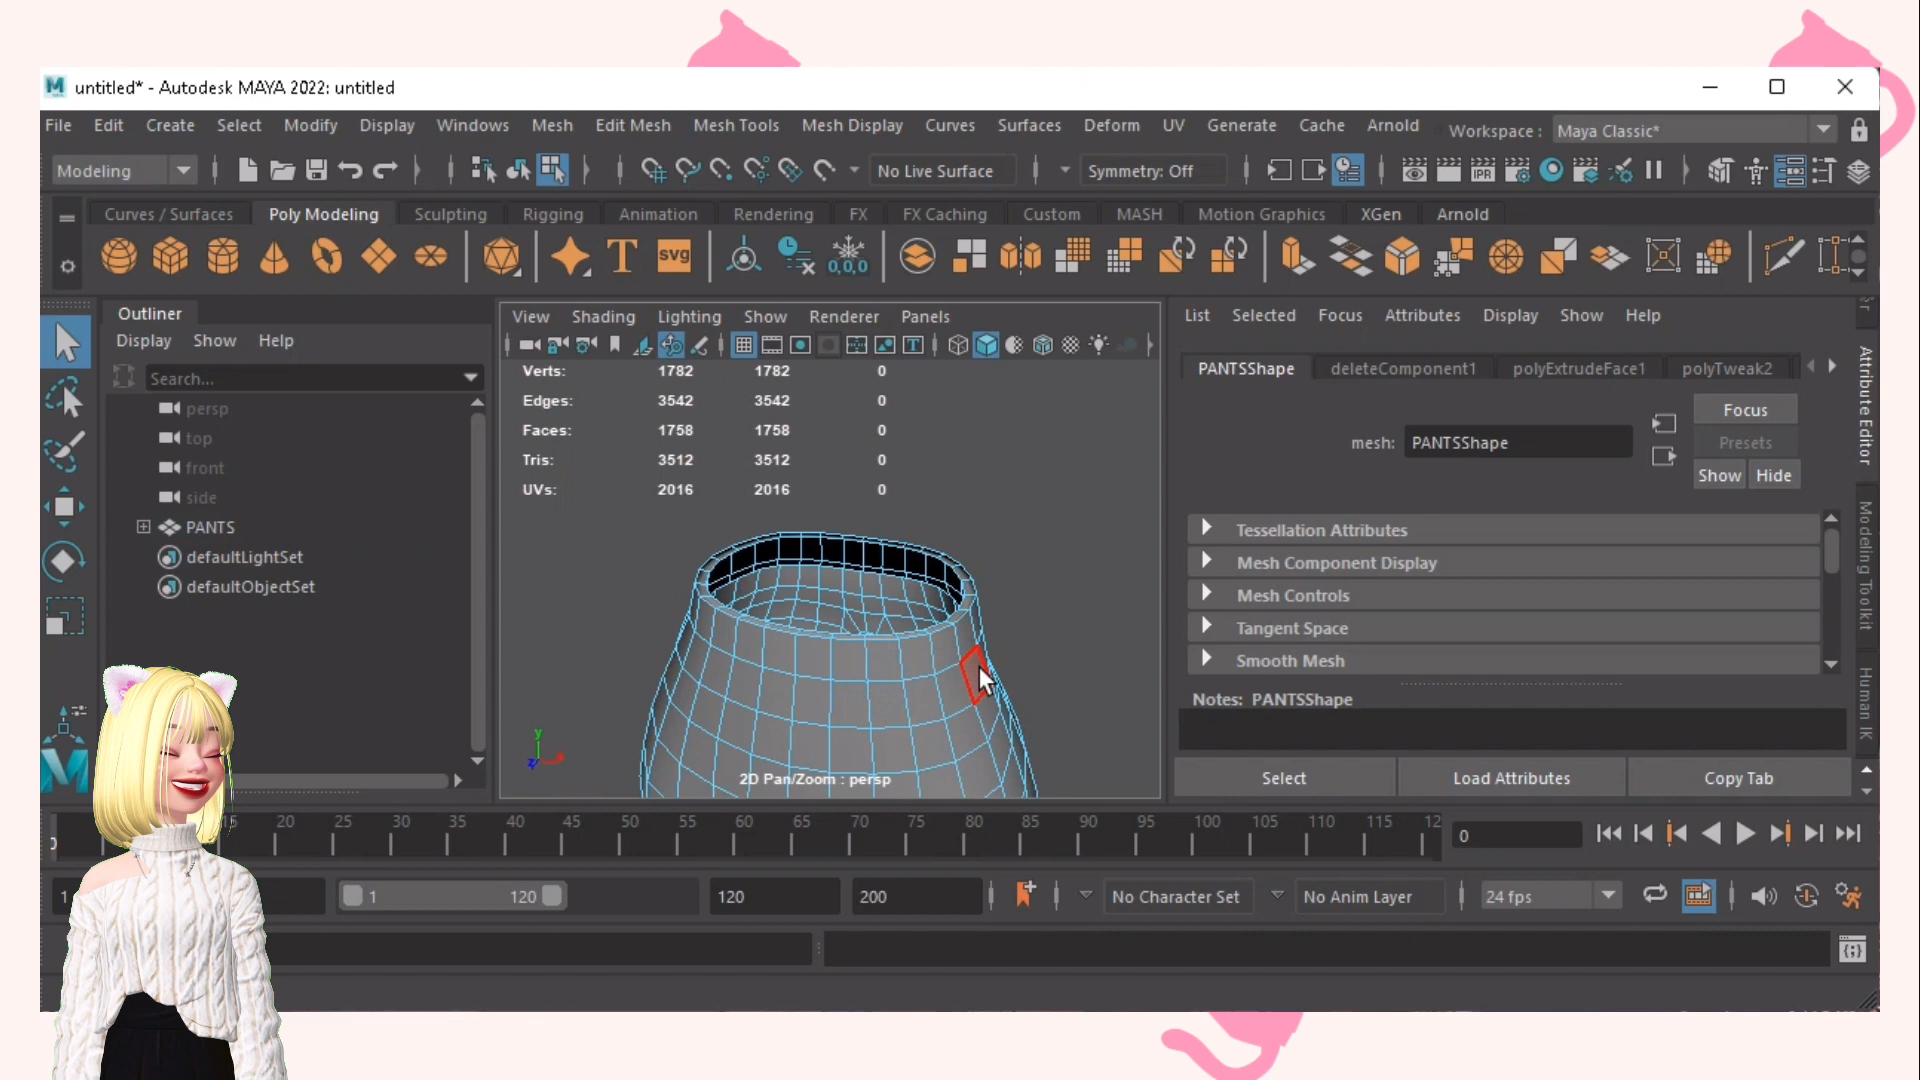 untitled* - Autodesk MAYA 2022: untitled
File Edit Create Select Modify Display Windows Mesh Edit Mesh Mesh Tools Mesh Display Curves Surfaces Deform UV Generate Cache Arnold Workspace : Maya Classic*
Modeling No Live Surface Symmetry: Off IPR
Curves / Surfaces Poly Modeling Sculpting Rigging Animation Rendering FX FX Caching Custom MASH Motion Graphics XGen Arnold
T SVG 0,0,0
Outliner
Display Show Help
Search...
persp
top
front
side
PANTS
defaultLightSet
defaultObjectSet
View Shading Lighting Show Renderer Panels
Verts: 1782 1782 0
Edges: 3542 3542 0
Faces: 1758 1758 0
Tris: 3512 3512 0
UVs: 2016 2016 0
y
z
2D Pan/Zoom : persp
List Selected Focus Attributes Display Show Help
PANTSShape deleteComponent1 polyExtrudeFace1 polyTweak2
Focus
mesh: PANTSShape Presets
Show Hide
Tessellation Attributes
Mesh Component Display
Mesh Controls
Tangent Space
Smooth Mesh
Notes: PANTSShape
Select Load Attributes Copy Tab
Attribute Editor
Modeling Toolkit
Human IK
15 20 25 30 35 40 45 50 55 60 65 70 75 80 85 90 95 100 105 110 115 12 0
1 1 120 120 200 No Character Set No Anim Layer 24 fps